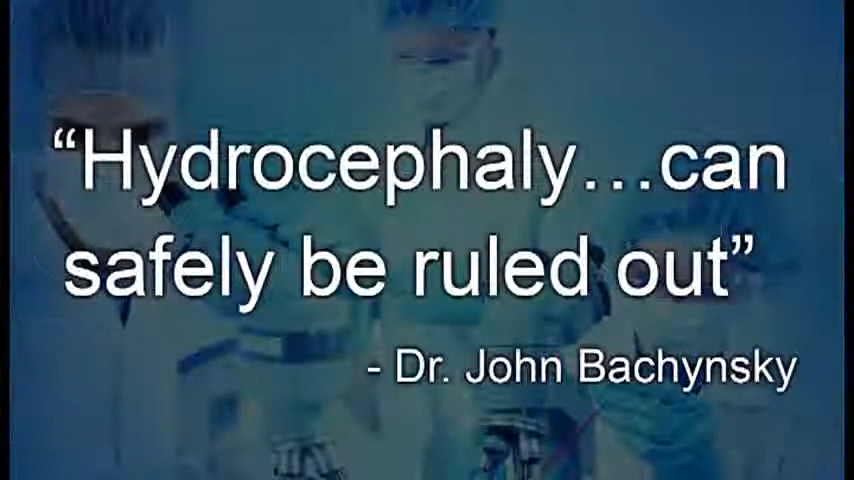 “Hydrocephaly…can
safely be ruled out”
- Dr. John Bachynsky